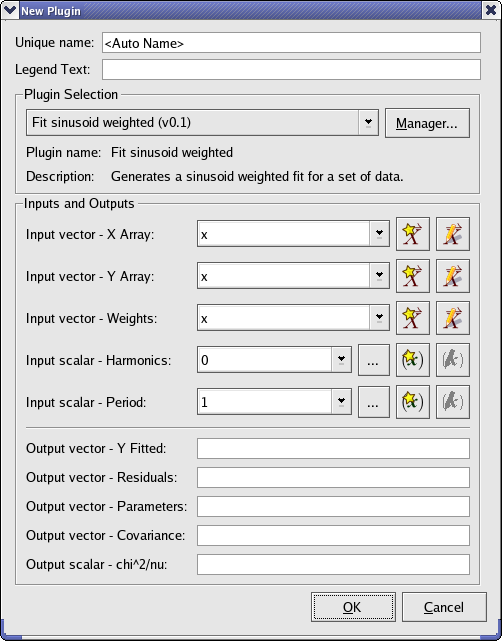 New Plugin
Unique name: <Auto Name>
Legend Text:
Plugin Selection
Fit sinusoid weighted (v0.1) Manager...
Plugin name: Fit sinusoid weighted
Description: Generates a sinusoid weighted fit for a set of data.
Inputs and Outputs
Input vector - X Array: x
Input vector - Y Array: x
Input vector - Weights: x
Input scalar - Harmonics: 0 ... (x)
Input scalar - Period: 1 ... (x)
Output vector - Y Fitted:
Output vector - Residuals:
Output vector - Parameters:
Output vector - Covariance:
Output scalar - chi^2/nu:
OK Cancel